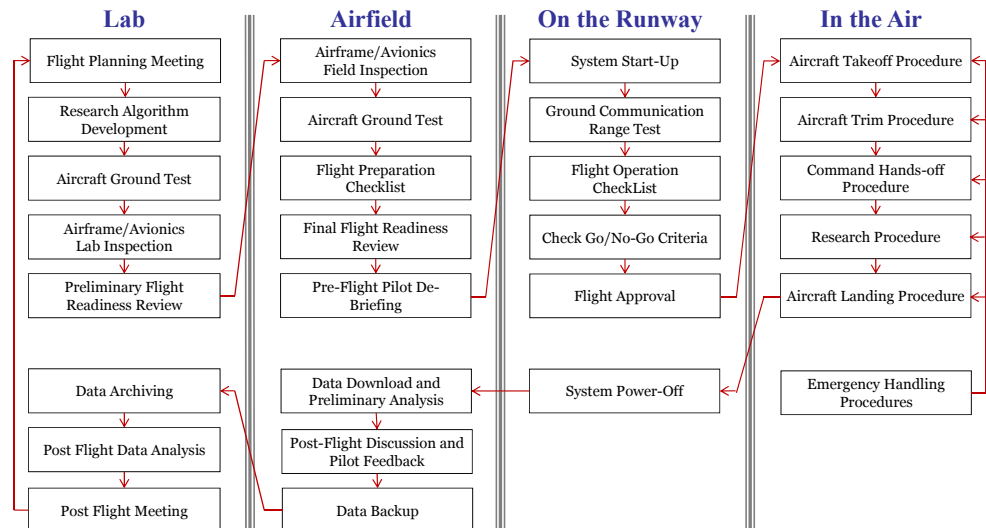 Lab
Flight Planning Meeting
Research Algorithm
Development
Aircraft Ground Test
Airframe/Avionics
Lab Inspection
Preliminary Flight
Readiness Review
Data Archiving
Post Flight Data Analysis
Post Flight Meeting
Airfield
Airframe/Avionics
Field Inspection
Aircraft Ground Test
Flight Preparation
Checklist
Final Flight Readiness
Review
Pre-Flight Pilot De-
Briefing
Data Download and
Preliminary Analysis
Post-Flight Discussion and
Pilot Feedback
Data Backup
On the Runway
System Start-Up
Ground Communication
Range Test
Flight Operation
CheckList
Check Go/No-Go Criteria
Flight Approval
System Power-Off
In the Air
Aircraft Takeoff Procedure
Aircraft Trim Procedure
Command Hands-off
Procedure
Research Procedure
Aircraft Landing Procedure
Emergency Handling
Procedures